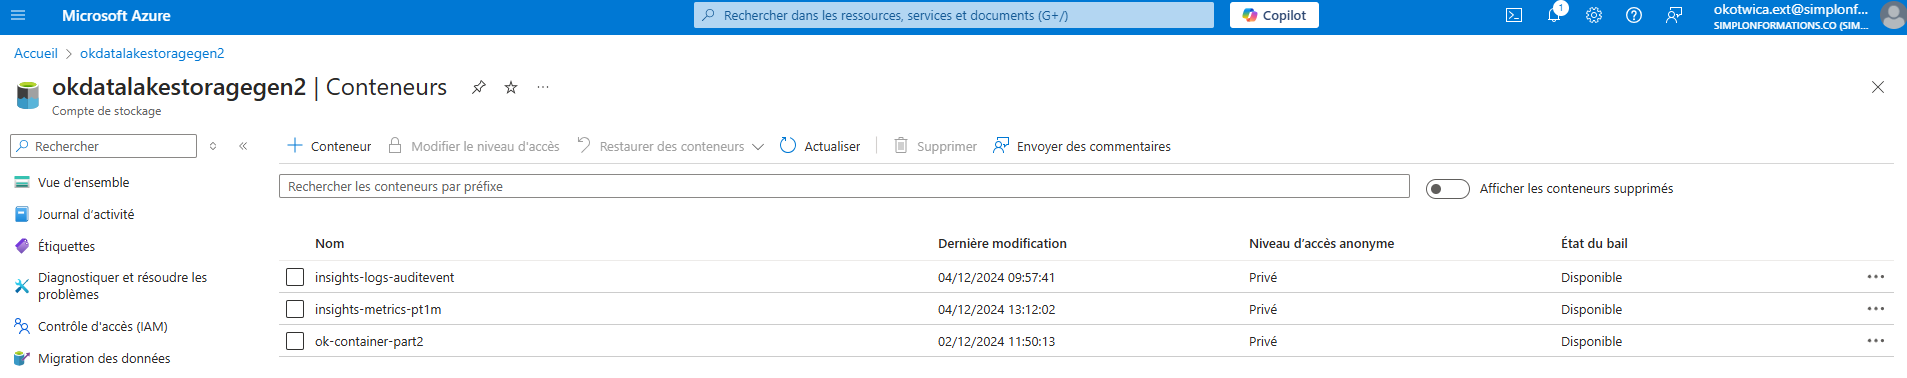 Microsoft Azure
Rechercher dans les ressources, services et documents (G+/)
Copilot
1
okotwica.ext@simplonf...
SIMPLONFORMATIONS.CO (SIM...
Accueil > okdatalakestoragegen2
okdatalakestoragegen2 | Conteneurs
Compte de stockage
Rechercher
Conteneur
Modifier le niveau d'accès
Restaurer des conteneurs
Actualiser
Supprimer
Envoyer des commentaires
Rechercher les conteneurs par préfixe
Afficher les conteneurs supprimés
Vue d'ensemble
Journal d'activité
Étiquettes
Diagnostiquer et résoudre les
problèmes
Contrôle d'accès (IAM)
Migration des données
Nom Dernière modification Niveau d'accès anonyme État du bail
insights-logs-auditevent 04/12/2024 09:57:41 Privé Disponible
insights-metrics-pt1m 04/12/2024 13:12:02 Privé Disponible
ok-container-part2 02/12/2024 11:50:13 Privé Disponible